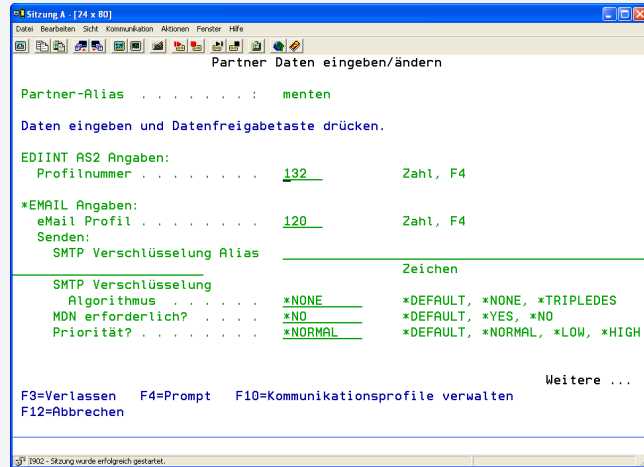 Sitzung A - [24 x 80]
Datei Bearbeiten Sicht Kommunikation Aktionen Fenster Hilfe
Partner Daten eingeben/ändern
Partner-Alias . . . . . . . : menten
Daten eingeben und Datenfreigabetaste drücken.
EDIINT AS2 Angaben:
Profilnummer . . . . . . . . 132 Zahl, F4
*EMAIL Angaben:
eMail Profil . . . . . . . . 120 Zahl, F4
Senden:
SMTP Verschlüsselung Alias
Zeichen
SMTP Verschlüsselung
Algorithmus . . . . . . *NONE *DEFAULT, *NONE, *TRIPLEDES
MDN erforderlich? . . . . *NO *DEFAULT, *YES, *NO
Priorität? . . . . . . . . *NORMAL *DEFAULT, *NORMAL, *LOW, *HIGH
Weitere ...
F3=Verlassen F4=Prompt F10=Kommunikationsprofile verwalten
F12=Abbrechen
I902 - Sitzung wurde erfolgreich gestartet.